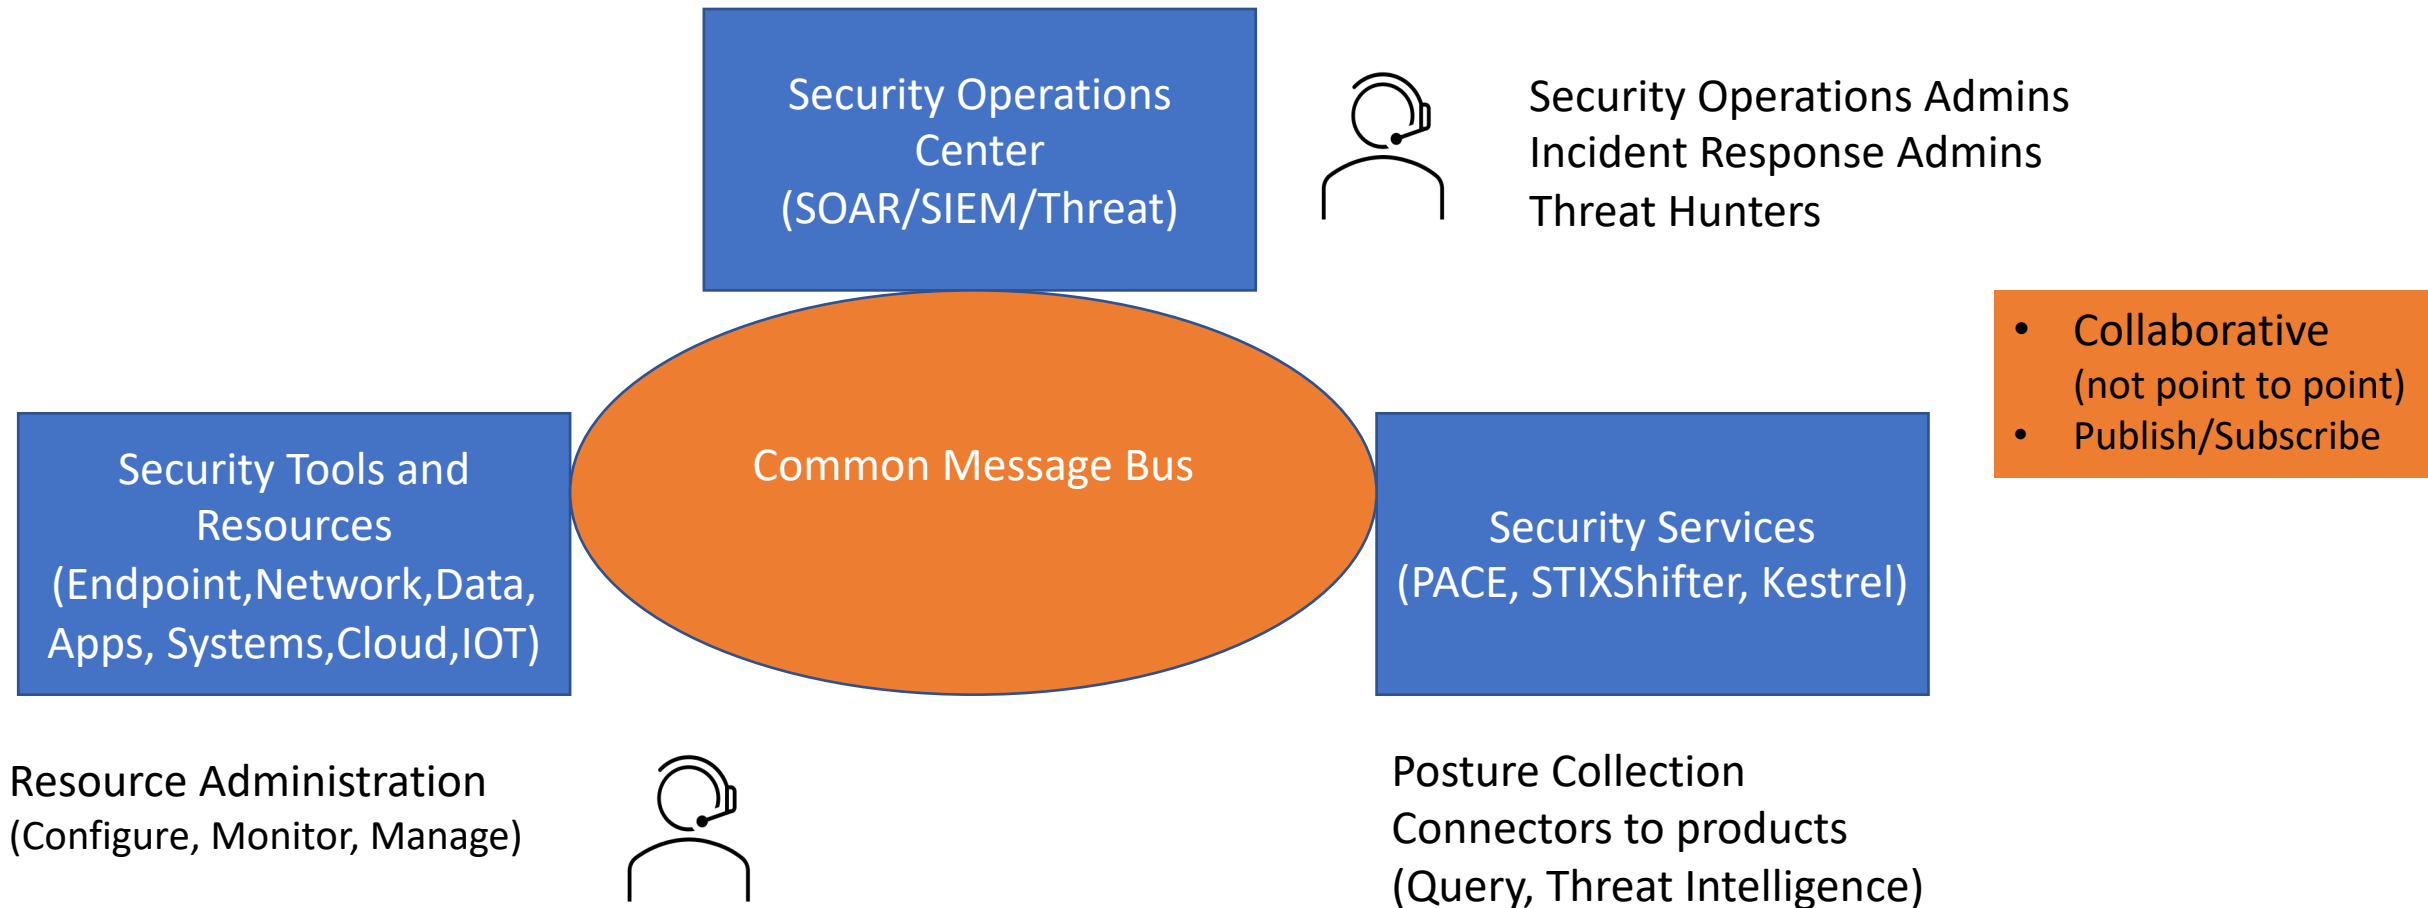 Security Operations
Center
(SOAR/SIEM/Threat)
Security Operations Admins
Incident Response Admins
Threat Hunters
• Collaborative
(not point to point)
• Publish/Subscribe
Common Message Bus
Security Tools and
Resources
(Endpoint,Network,Data,
Apps, Systems,Cloud,IOT)
Security Services
(PACE, STIXShifter, Kestrel)
Resource Administration
(Configure, Monitor, Manage)
Posture Collection
Connectors to products
(Query, Threat Intelligence)